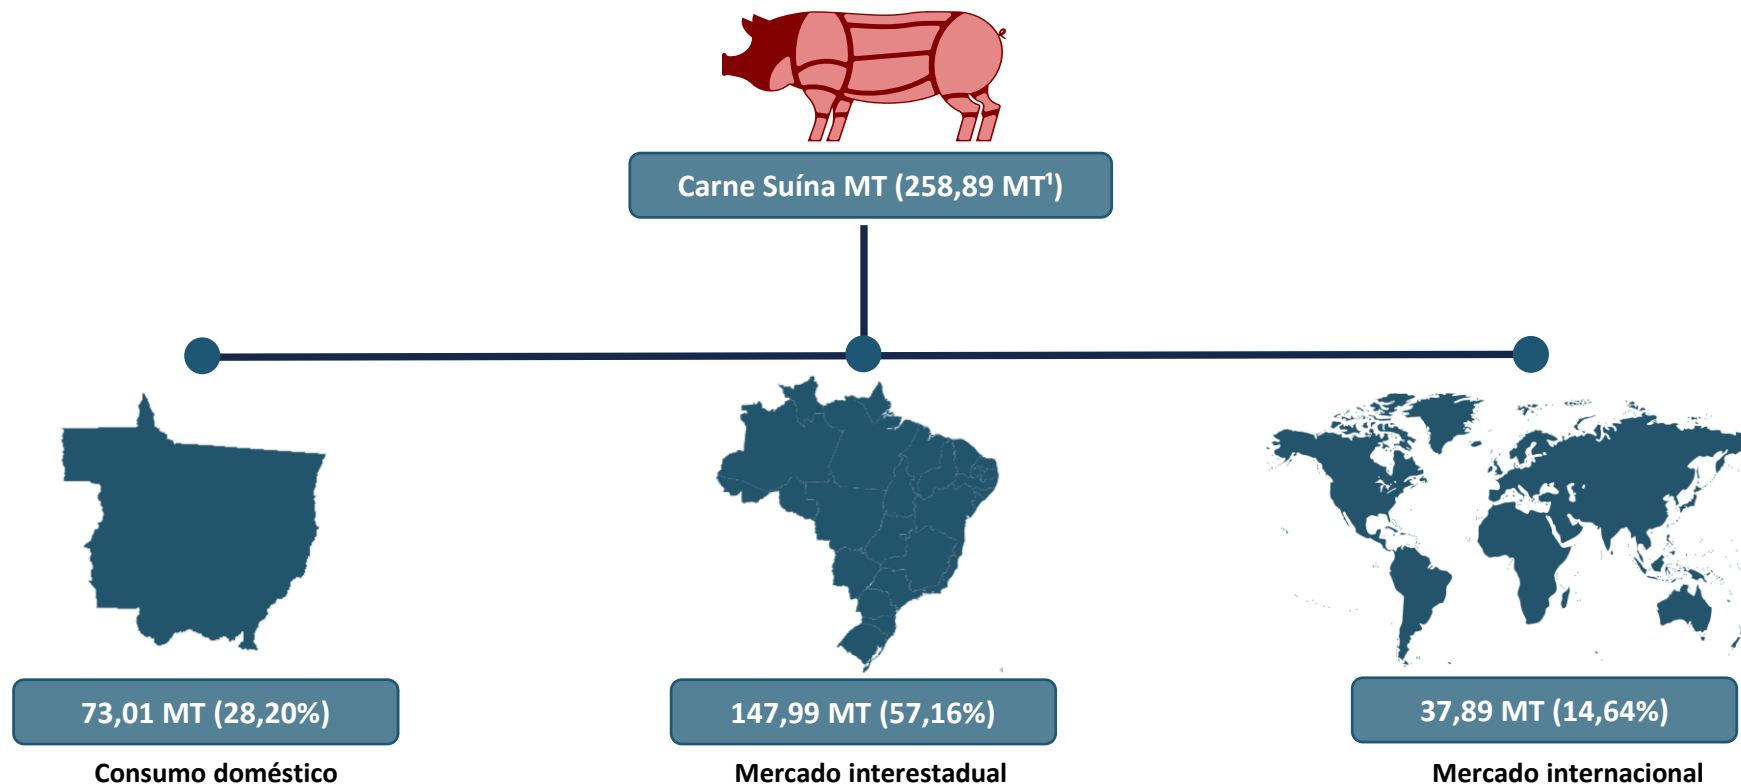 Carne Suína MT (258,89 MT¹)
73,01 MT (28,20%)
147,99 MT (57,16%)
37,89 MT (14,64%)
Consumo doméstico
Mercado interestadual
Mercado internacional